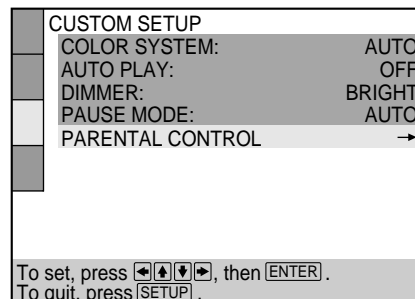 CUSTOM SETUP
COLOR SYSTEM: AUTO
AUTO PLAY: OFF
DIMMER: BRIGHT
PAUSE MODE: AUTO
PARENTAL CONTROL →
To set, press ←↑↓→, then ENTER.
To quit, press SETUP.